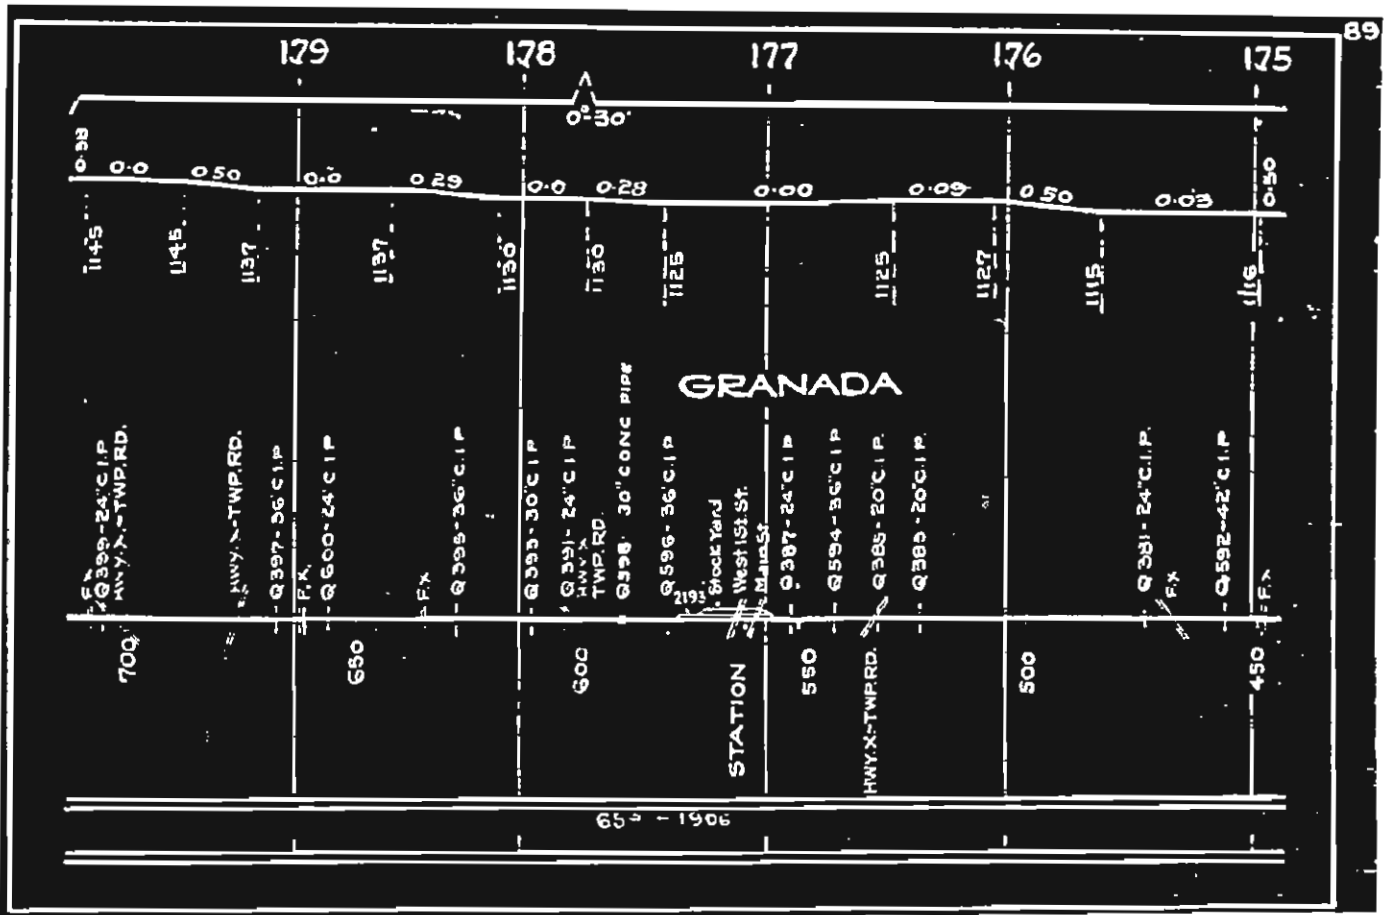 89
179 178 177 176 175
0°-30'
0.38 0.0 0.50 0.0 0.29 0.0 0.28 0.00 0.09 0.50 0.03 0.50
1145 1145 1137 1137 1130 1130 1125 1125 1127 1115 1116
GRANADA
F.X
Q399-24"C.I.P
HWY.X.-TWP.RD.
HWY.X-TWP.RD.
Q397-36"C.I.P
F.X.
Q600-24"C I P
F.X
Q395-36"C.I.P
Q393-30"C I P
Q391-24"C I P
HWY X
TWP.RD.
Q398 30"CONC PIPE
Q596-36"C.I.P
2193
Stock Yard
West 1St. St.
Main St
Q387-24"C I P
Q594-36"C I P
Q385-20"C.I.P.
Q383-20"C.I.P.
Q381-24"C.I.P.
F.X
Q592-42"C.I.P
F.X
700 650 600 550 500 450
STATION
HWY.X-TWP.RD.
- 1906